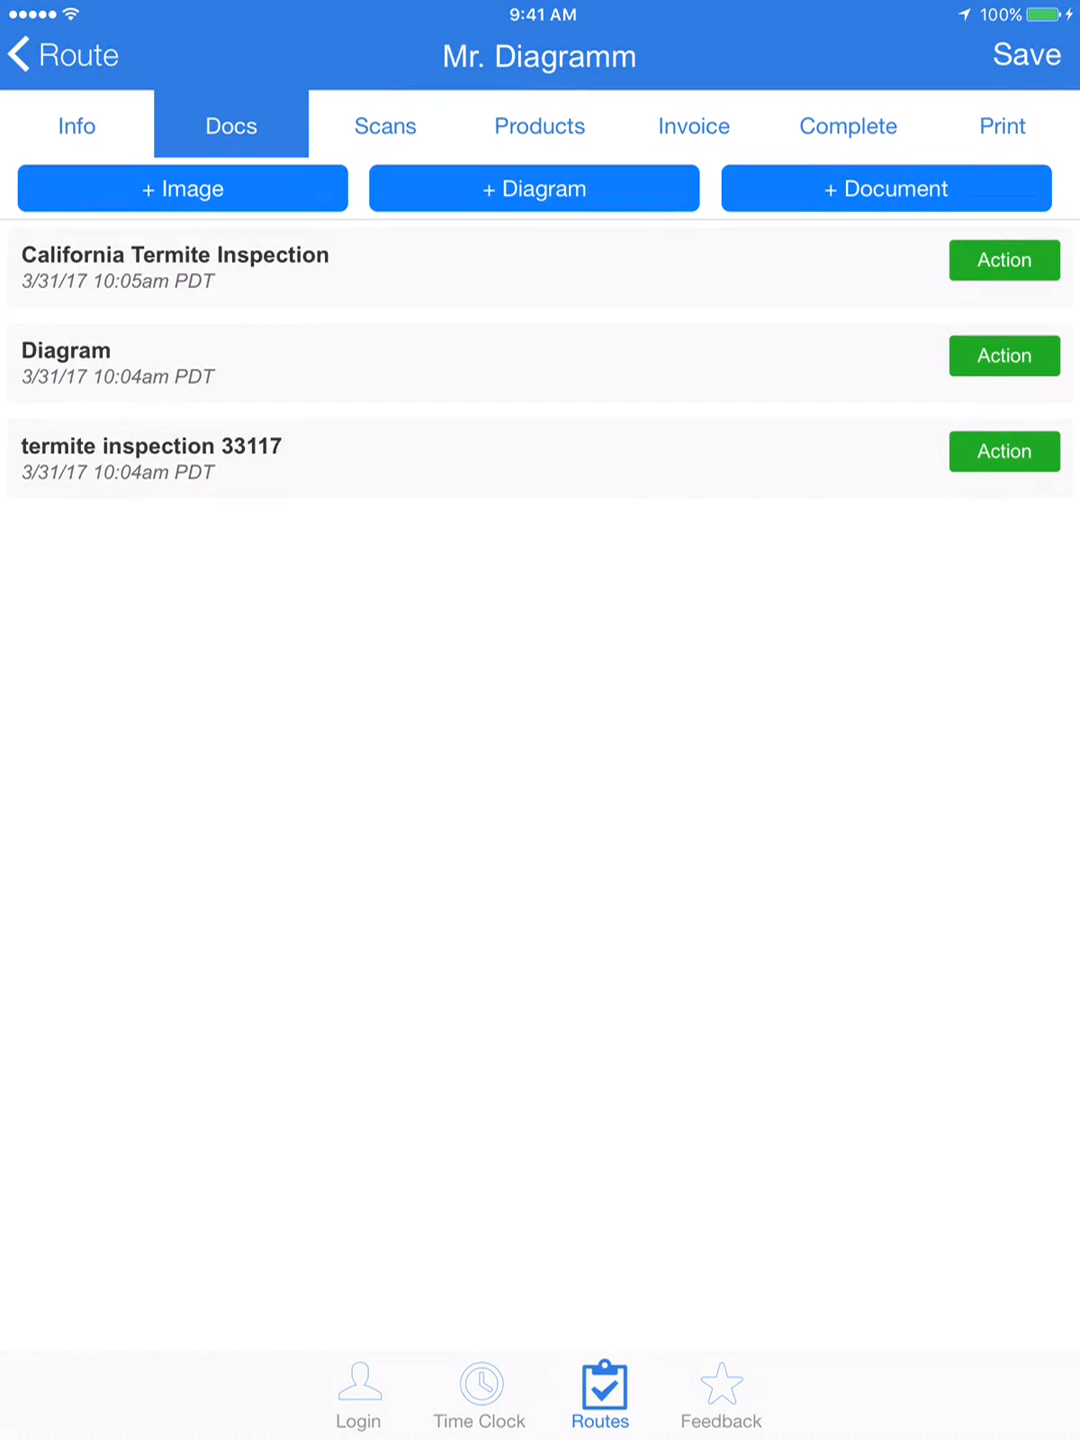 9:41 AM
100%
Route
Mr. Diagramm
Save
Info
Docs
Scans
Products
Invoice
Complete
Print
+ Image
+ Diagram
+ Document
California Termite Inspection
3/31/17 10:05am PDT
Action
Diagram
3/31/17 10:04am PDT
Action
termite inspection 33117
3/31/17 10:04am PDT
Action
Login
Time Clock
Routes
Feedback